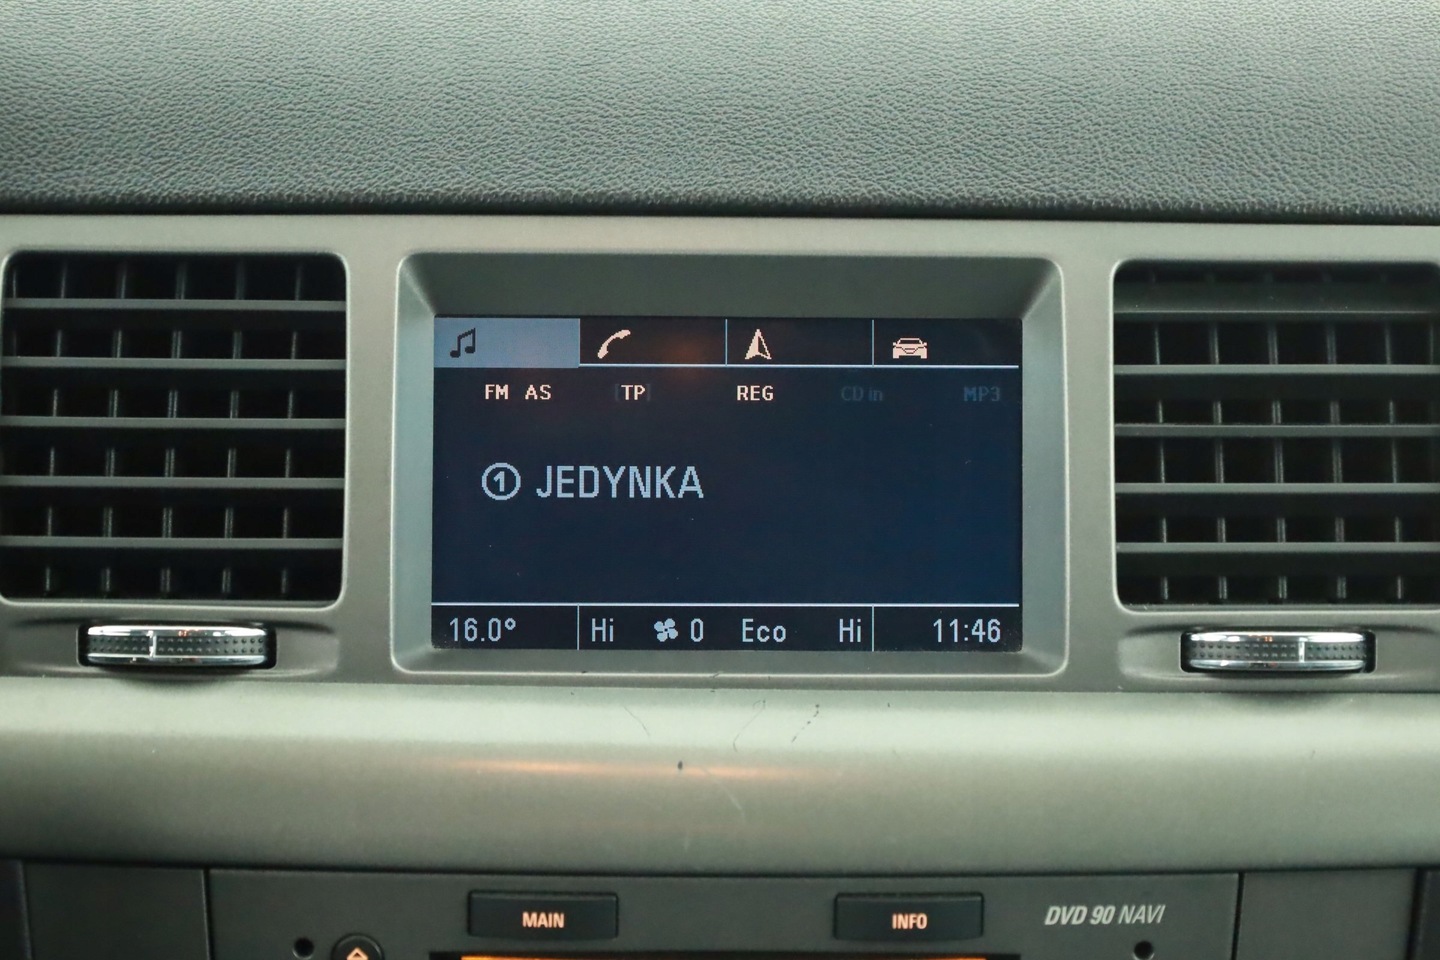 FM AS [TP] REG CD in MP3
① JEDYNKA
16.0° Hi 0 Eco Hi 11:46
MAIN INFO DVD 90 NAVI